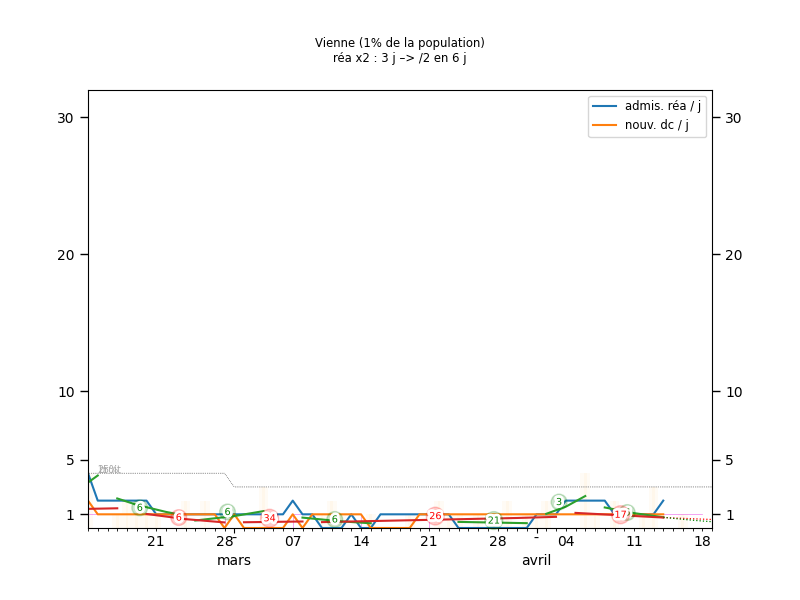 Vienne (1% de la population)
réa x2 : 3 j –> /2 en 6 j
admis. réa / j
nouv. dc / j
30 30
20 20
10 10
5 5
1 1
6 6 6 34 6 26 21 3 17
21 28 07 14 21 28 - 04 11 18
mars avril